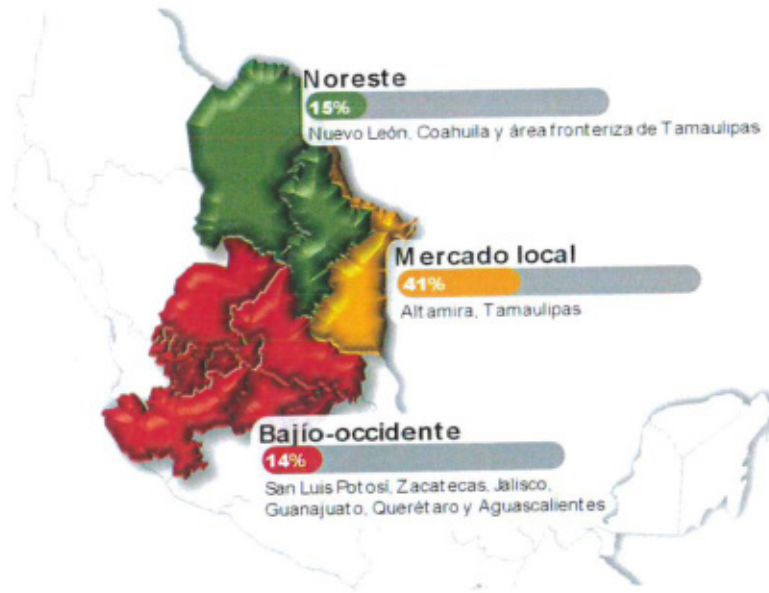 Noreste
15%
Nuevo León, Coahuila y área fronteriza de Tamaulipas
Mercado local
41%
Altamira, Tamaulipas
Bajío-occidente
14%
San Luis Potosí, Zacatecas, Jalisco,
Guanajuato, Querétaro y Aguascalientes